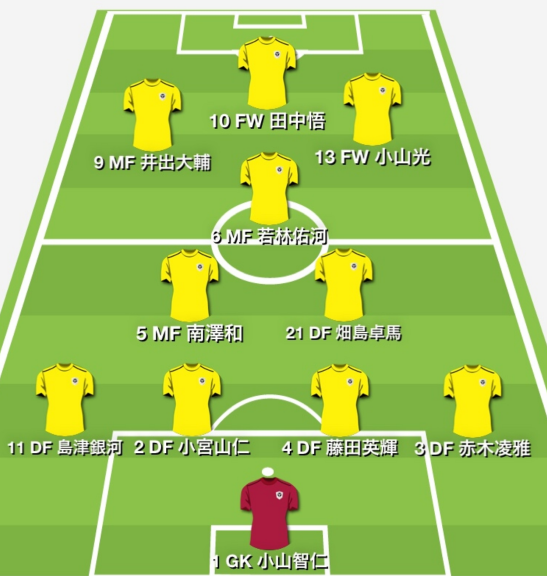 10 FW 田中悟
9 MF 井出大輔
13 FW 小山光
6 MF 若林佑河
5 MF 南澤和
21 DF 畑島卓馬
11 DF 島津銀河
2 DF 小宮山仁
4 DF 藤田英輝
3 DF 赤木凌雅
1 GK 小山智仁